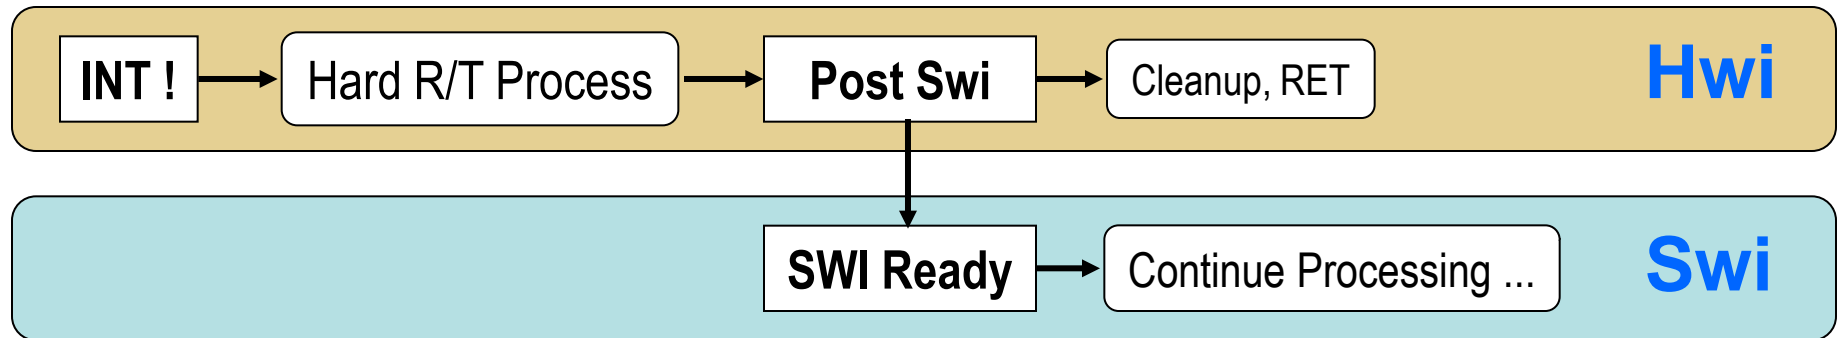 INT !
Hard R/T Process
Post Swi
Cleanup, RET
Hwi
SWI Ready
Continue Processing ...
Swi